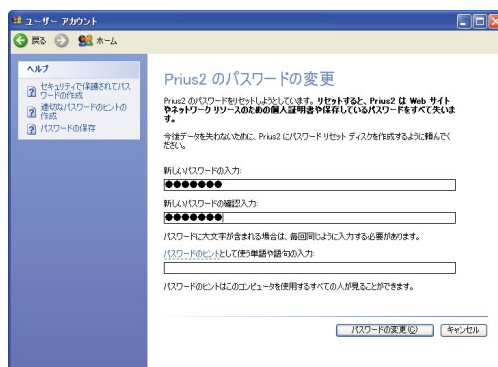 ユーザー アカウント
戻る
ホーム
ヘルプ
セキュリティで保護されてパス
ワードの作成
適切なパスワードのヒントの
作成
パスワードの保存
Prius2 のパスワードの変更
Prius2 のパスワードをリセットしようとしています。リセットすると、Prius2 は Web サイト
やネットワーク リソースのための個人証明書や保存しているパスワードをすべて失いま
す。
今後データを失わないために、Prius2 にパスワード リセット ディスクを作成するように頼んでく
ださい。
新しいパスワードの入力:
●●●●●●●
新しいパスワードの確認入力:
●●●●●●●
パスワードに大文字が含まれる場合は、毎回同じように入力する必要があります。
パスワードのヒントとして使う単語や語句の入力:
パスワードのヒントはこのコンピュータを使用するすべての人が見ることができます。
パスワードの変更(C)
キャンセル